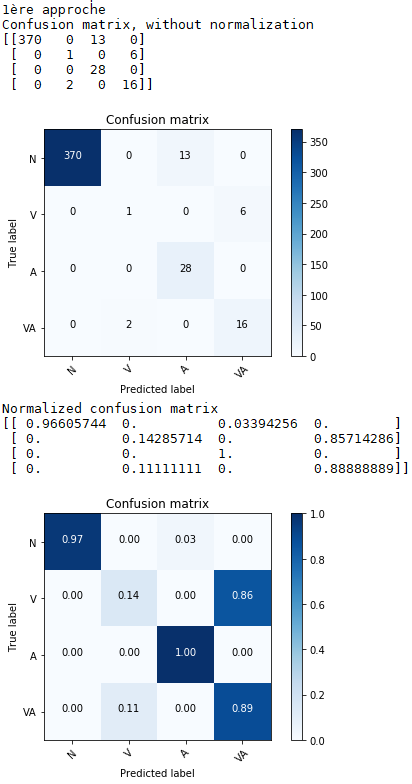 1ère approche
Confusion matrix, without normalization
[[370   0  13   0]
 [  0   1   0   6]
 [  0   0  28   0]
 [  0   2   0  16]]
Confusion matrix
N 370 0 13 0 350
300
V 0 1 0 6 250
200
True label
150
A 0 0 28 0
100
VA 0 2 0 16 50
0
N V A VA
Predicted label
Normalized confusion matrix
[[ 0.96605744  0.          0.03394256  0.        ]
 [ 0.          0.14285714  0.          0.85714286]
 [ 0.          0.          1.          0.        ]
 [ 0.          0.11111111  0.          0.88888889]]
Confusion matrix
1.0
N 0.97 0.00 0.03 0.00
0.8
V 0.00 0.14 0.00 0.86
0.6
True label
0.4
A 0.00 0.00 1.00 0.00
0.2
VA 0.00 0.11 0.00 0.89
0.0
N V A VA
Predicted label